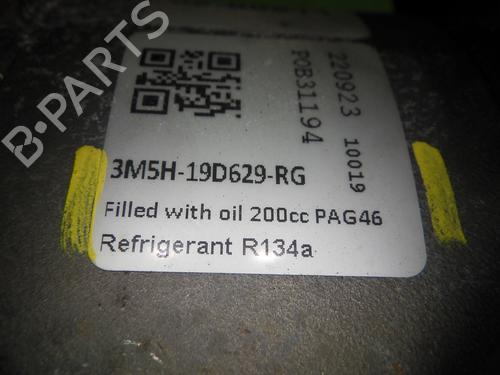 B-PARTS
220923 10019
POB31194
3M5H-19D629-RG
Filled with oil 200cc PAG46
Refrigerant R134a